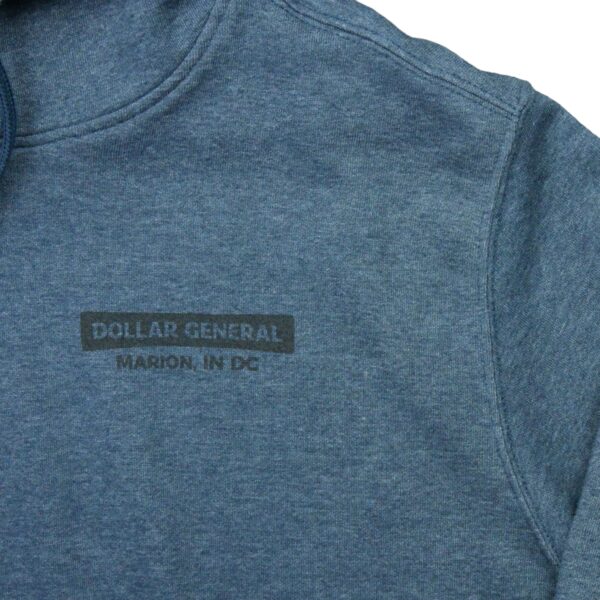 DOLLAR GENERAL
MARION, IN DC